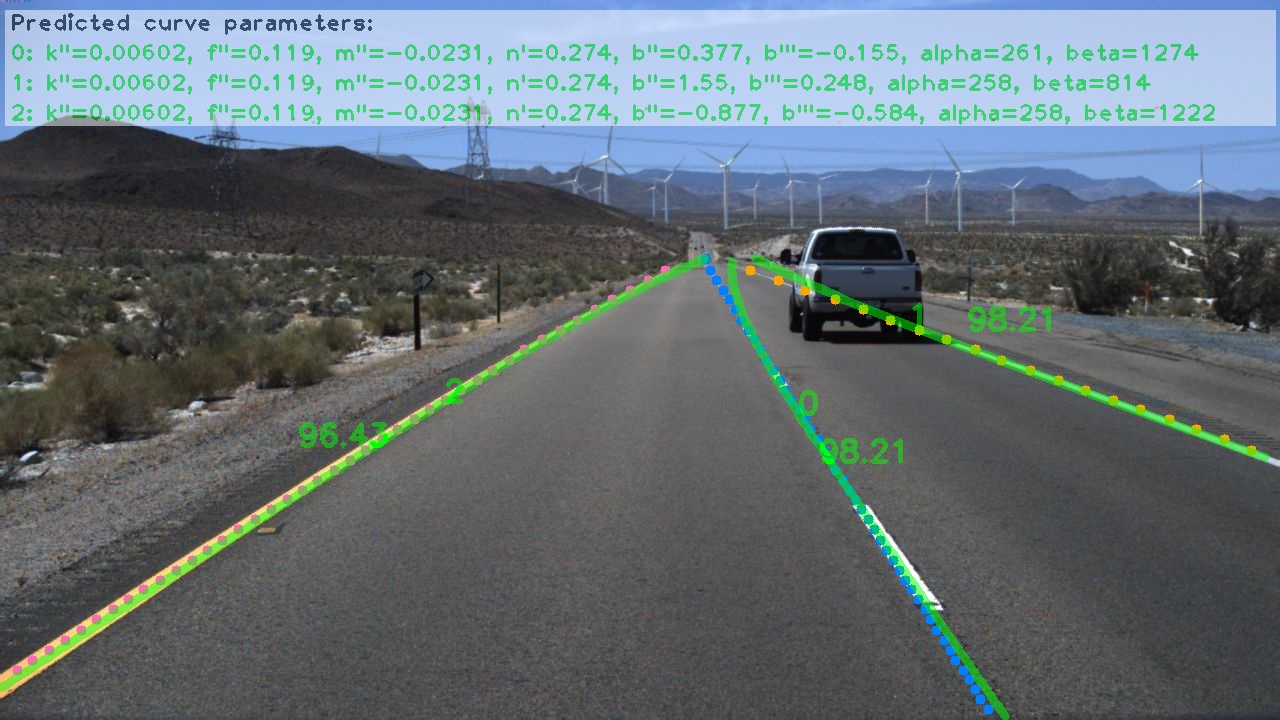 Predicted curve parameters:
0: k''=0.00602, f''=0.119, m''=-0.0231, n'=0.274, b''=0.377, b'''=-0.155, alpha=261, beta=1274
1: k''=0.00602, f''=0.119, m''=-0.0231, n'=0.274, b''=1.55, b'''=0.248, alpha=258, beta=814
2: k''=0.00602, f''=0.119, m''=-0.0231, n'=0.274, b''=-0.877, b'''=-0.584, alpha=258, beta=1222
1 98.21
2
0
96.43
98.21